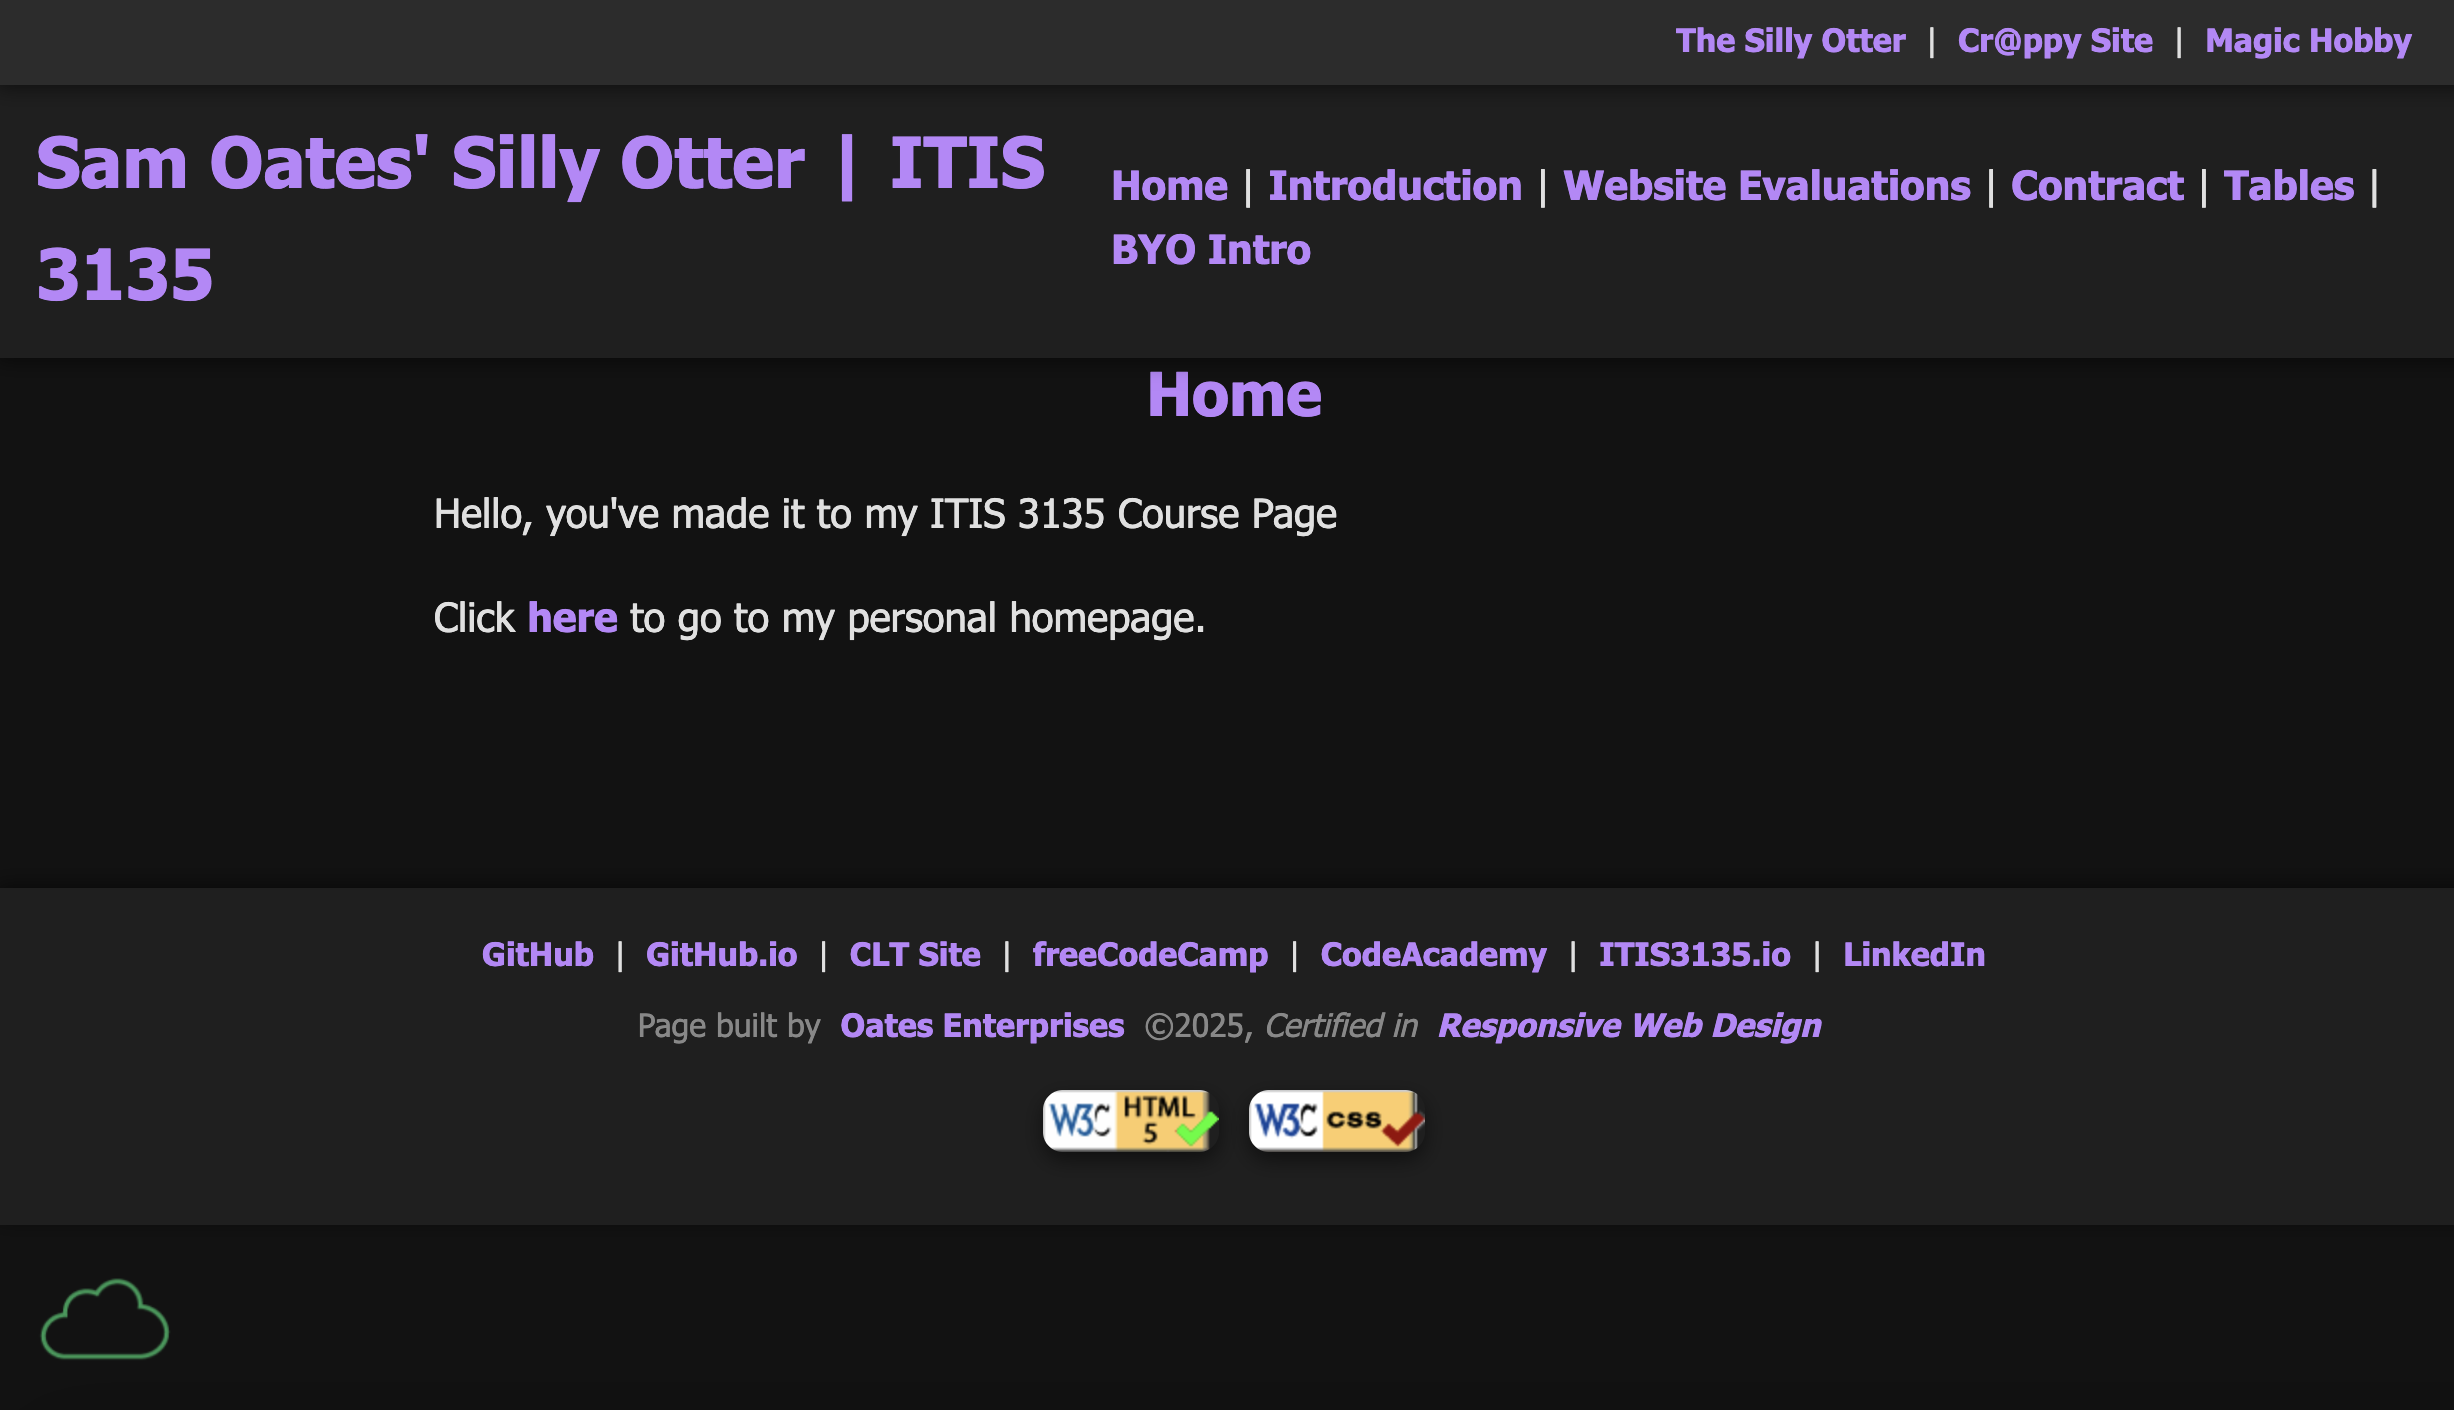 The Silly Otter | Cr@ppy Site | Magic Hobby
Sam Oates' Silly Otter | ITIS
3135
Home | Introduction | Website Evaluations | Contract | Tables |
BYO Intro
Home
Hello, you've made it to my ITIS 3135 Course Page
Click here to go to my personal homepage.
GitHub | GitHub.io | CLT Site | freeCodeCamp | CodeAcademy | ITIS3135.io | LinkedIn
Page built by Oates Enterprises ©2025, Certified in Responsive Web Design
W3C HTML
5
W3C css